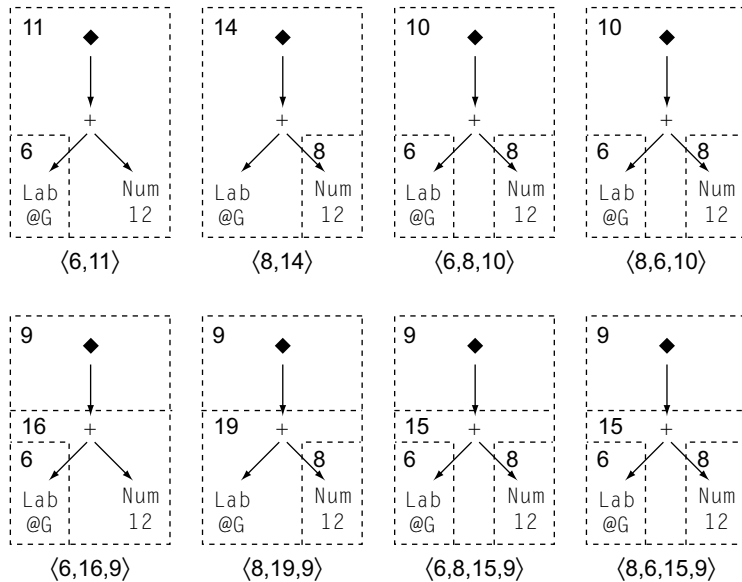 11
14
10
10
+
+
+
+
6
8
6
8
6
8
Lab Num
Lab Num
Lab Num
Lab Num
@G 12
@G 12
@G 12
@G 12
⟨6,11⟩
⟨8,14⟩
⟨6,8,10⟩
⟨8,6,10⟩
9
9
9
9
16 +
19 +
15 +
15 +
6
8
6
8
6
8
Lab Num
Lab Num
Lab Num
Lab Num
@G 12
@G 12
@G 12
@G 12
⟨6,16,9⟩
⟨8,19,9⟩
⟨6,8,15,9⟩
⟨8,6,15,9⟩